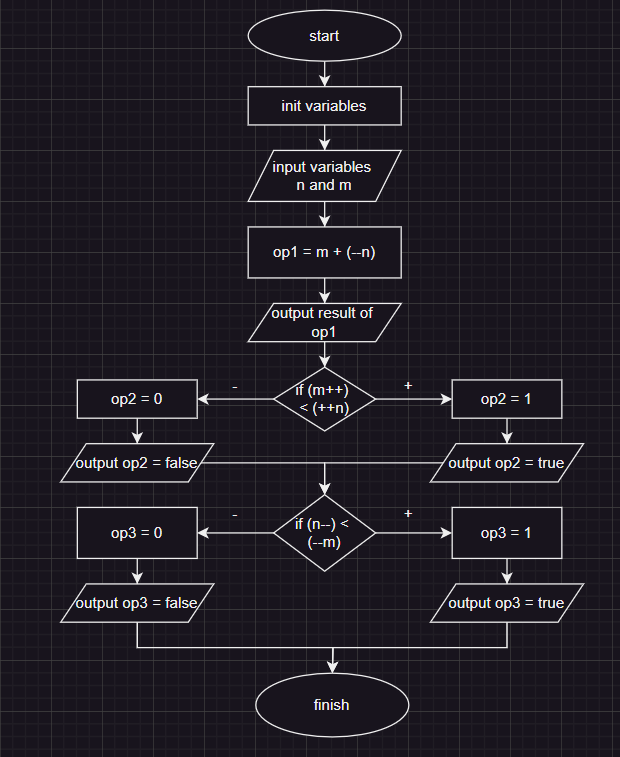 start
init variables
input variables
n and m
op1 = m + (--n)
output result of
op1
if (m++)
< (++n)
-
+
op2 = 0
op2 = 1
output op2 = false
output op2 = true
if (n--) <
(--m)
-
+
op3 = 0
op3 = 1
output op3 = false
output op3 = true
finish